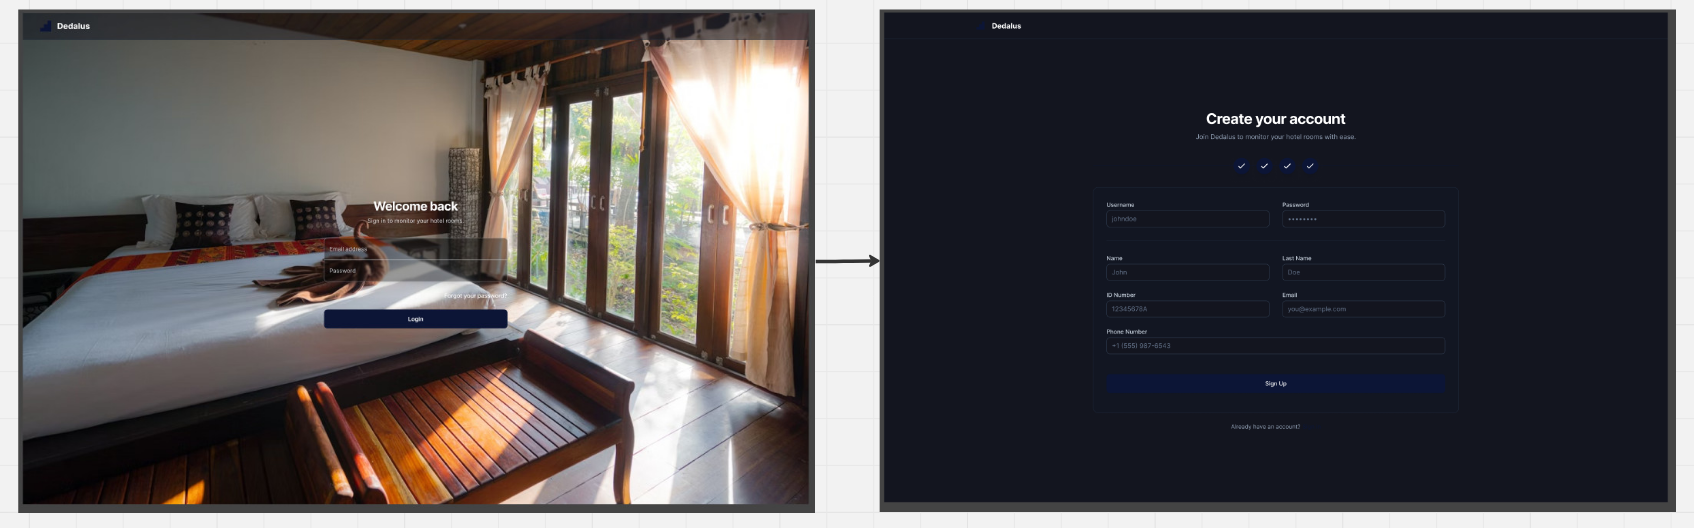 Dedalus
Welcome back
Sign in to monitor your hotel rooms.
Email address
Password
Forgot your password?
Login
Dedalus
Create your account
Join Dedalus to monitor your hotel rooms with ease.
Username
Password
johndoe
••••••••
Name
Last Name
John
Doe
ID Number
Email
12345678A
you@example.com
Phone Number
+1 (555) 987-6543
Sign Up
Already have an account?